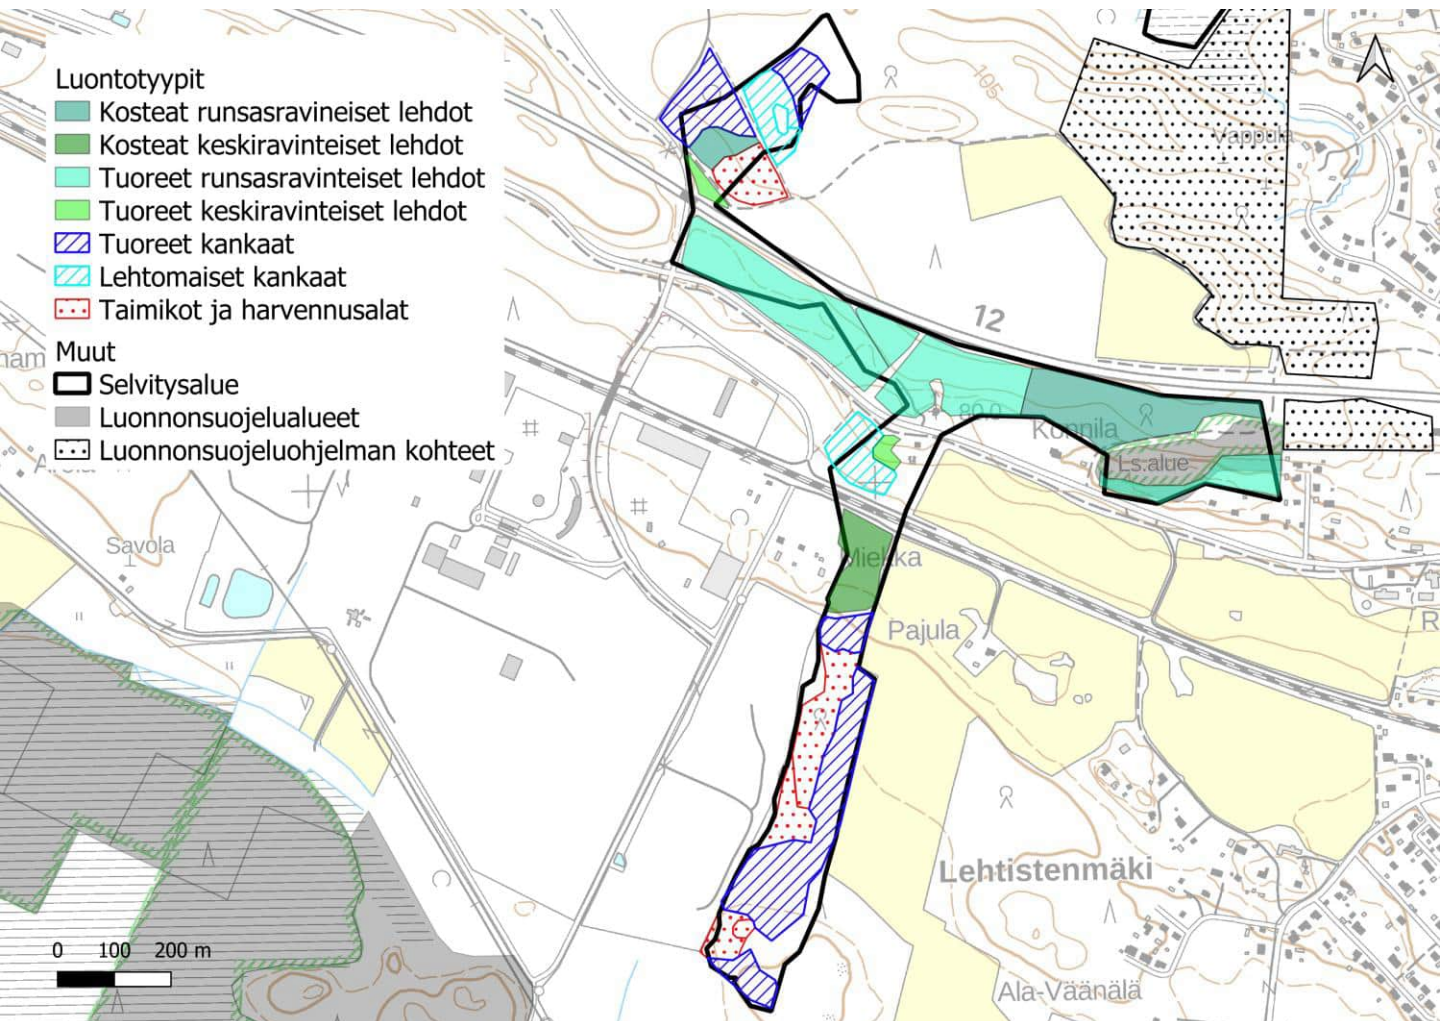 Luontotyypit
Kosteat runsasravineiset lehdot
Kosteat keskiravinteiset lehdot
Tuoreet runsasravinteiset lehdot
Tuoreet keskiravinteiset lehdot
Tuoreet kankaat
Lehtomaiset kankaat
Taimikot ja harvennusalat
Muut
Selvitysalue
Luonnonsuojelualueet
Luonnonsuojeluohjelman kohteet
105
Vappula
12
80.0
Konnila
Ls.alue
Savola
Miekka
Pajula
Lehtistenmäki
0 100 200 m
Ala-Väänälä